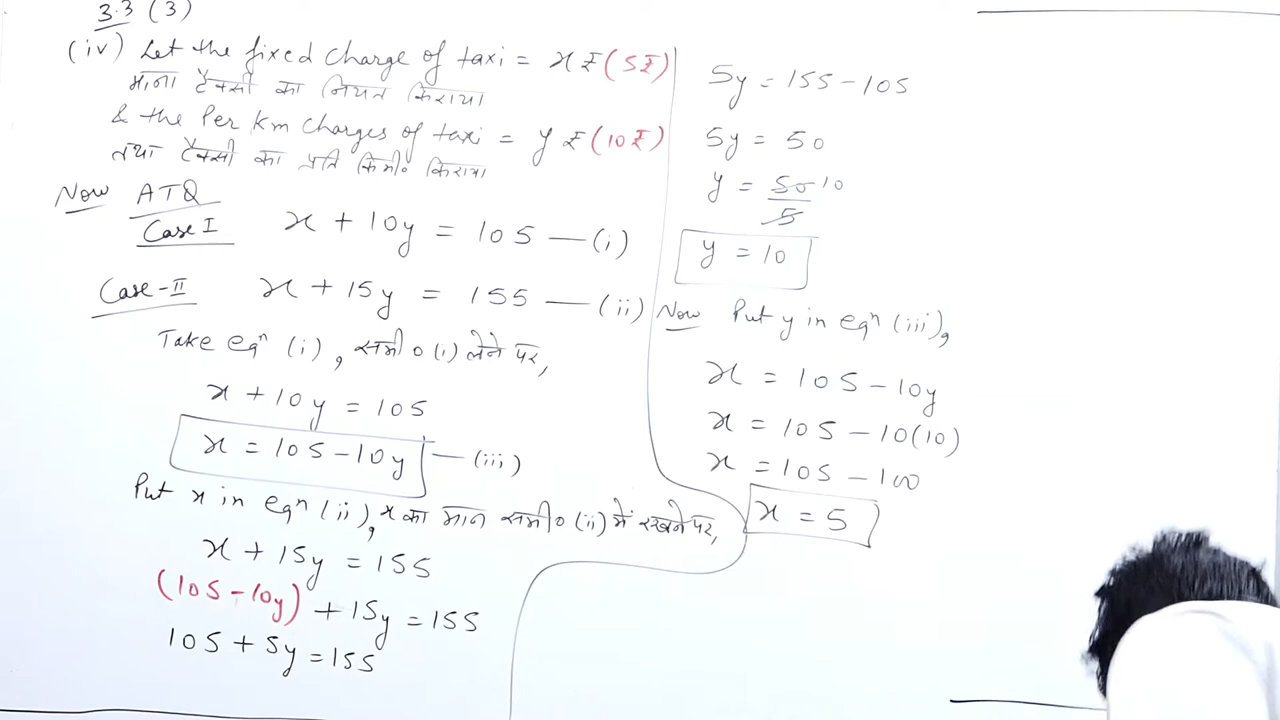 3.3 (3)
(iv) Let the fixed charge of taxi = x ₹ (5₹)
माना टैक्सी का नियत किराया
& the Per Km Charges of taxi = y ₹ (10₹)
तथा टैक्सी का प्रति किमी० किराया
Now ATQ
Case I x + 10y = 105 —(i)
Case-II x + 15y = 155 —(ii)
Take eqⁿ (i), समी० (i) लेने पर,
x + 10y = 105
x = 105 - 10y —(iii)
Put x in eqⁿ (ii), x का मान समी० (ii) में रखने पर,
x + 15y = 155
(105 - 10y) + 15y = 155
105 + 5y = 155
5y = 155 - 105
5y = 50
y = 50/5 10
y = 10
Now Put y in eqⁿ (iii),
x = 105 - 10y
x = 105 - 10(10)
x = 105 - 100
x = 5